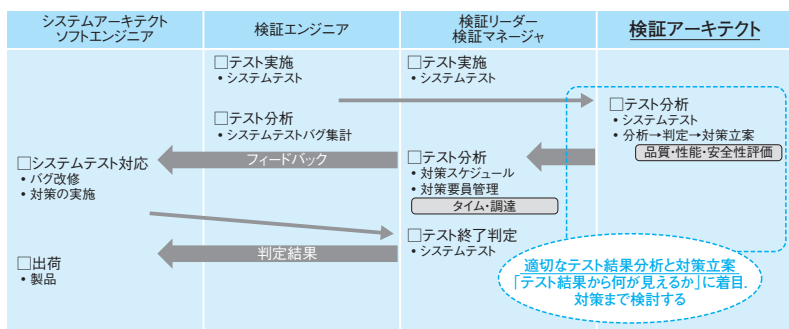 システムアーキテクト
ソフトエンジニア
検証エンジニア
検証リーダー
検証マネージャ
検証アーキテクト
□テスト実施
• システムテスト
□テスト実施
• システムテスト
□テスト分析
• システムテストバグ集計
□テスト分析
• システムテスト
• 分析→判定→対策立案
品質・性能・安全性評価
□システムテスト対応
• バグ改修
• 対策の実施
フィードバック
□テスト分析
• 対策スケジュール
• 対策要員管理
タイム・調達
□テスト終了判定
• システムテスト
判定結果
□出荷
• 製品
適切なテスト結果分析と対策立案
「テスト結果から何が見えるか」に着目.
対策まで検討する